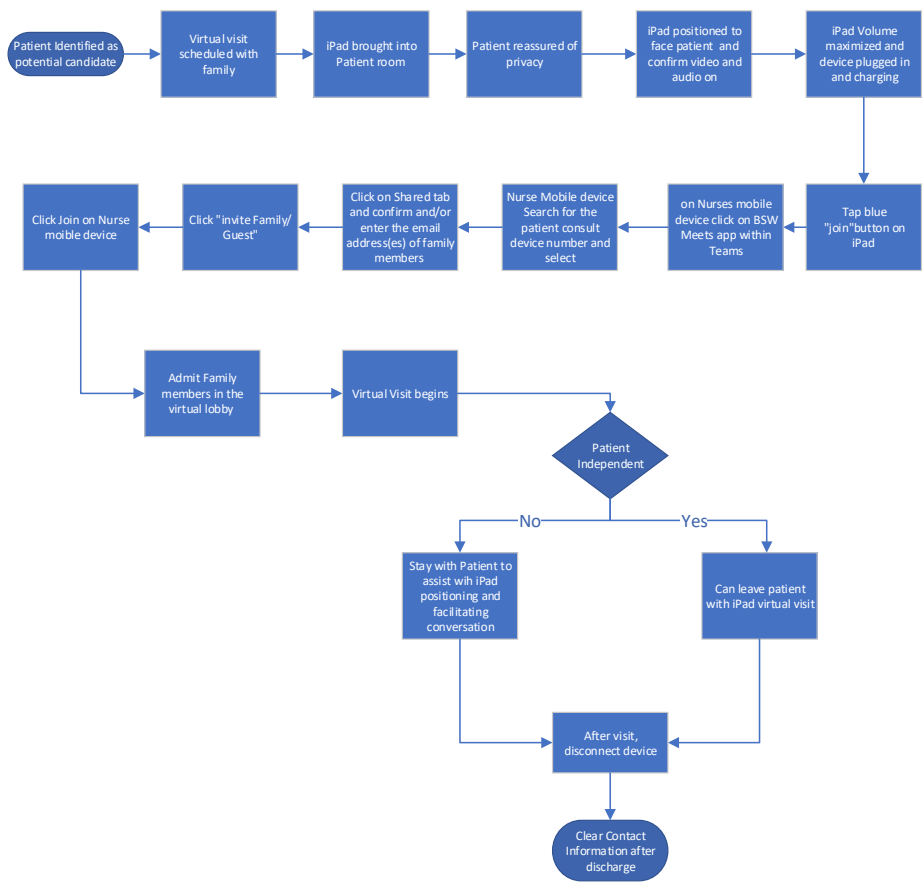 Patient Identified as
potential candidate
Virtual visit
scheduled with
family
iPad brought into
Patient room
Patient reassured of
privacy
iPad positioned to
face patient and
confirm video and
audio on
iPad Volume
maximized and
device plugged in
and charging
Tap blue
"join"button on
iPad
on Nurses mobile
device click on BSW
Meets app within
Teams
Nurse Mobile device
Search for the
patient consult
device number and
select
Click on Shared tab
and confirm and/or
enter the email
address(es) of family
members
Click "invite Family/
Guest"
Click Join on Nurse
moibile device
Admit Family
members in the
virtual lobby
Virtual Visit begins
Patient
Independent
No
Yes
Stay with Patient to
assist wih iPad
positioning and
facilitating
conversation
Can leave patient
with iPad virtual visit
After visit,
disconnect device
Clear Contact
Information after
discharge